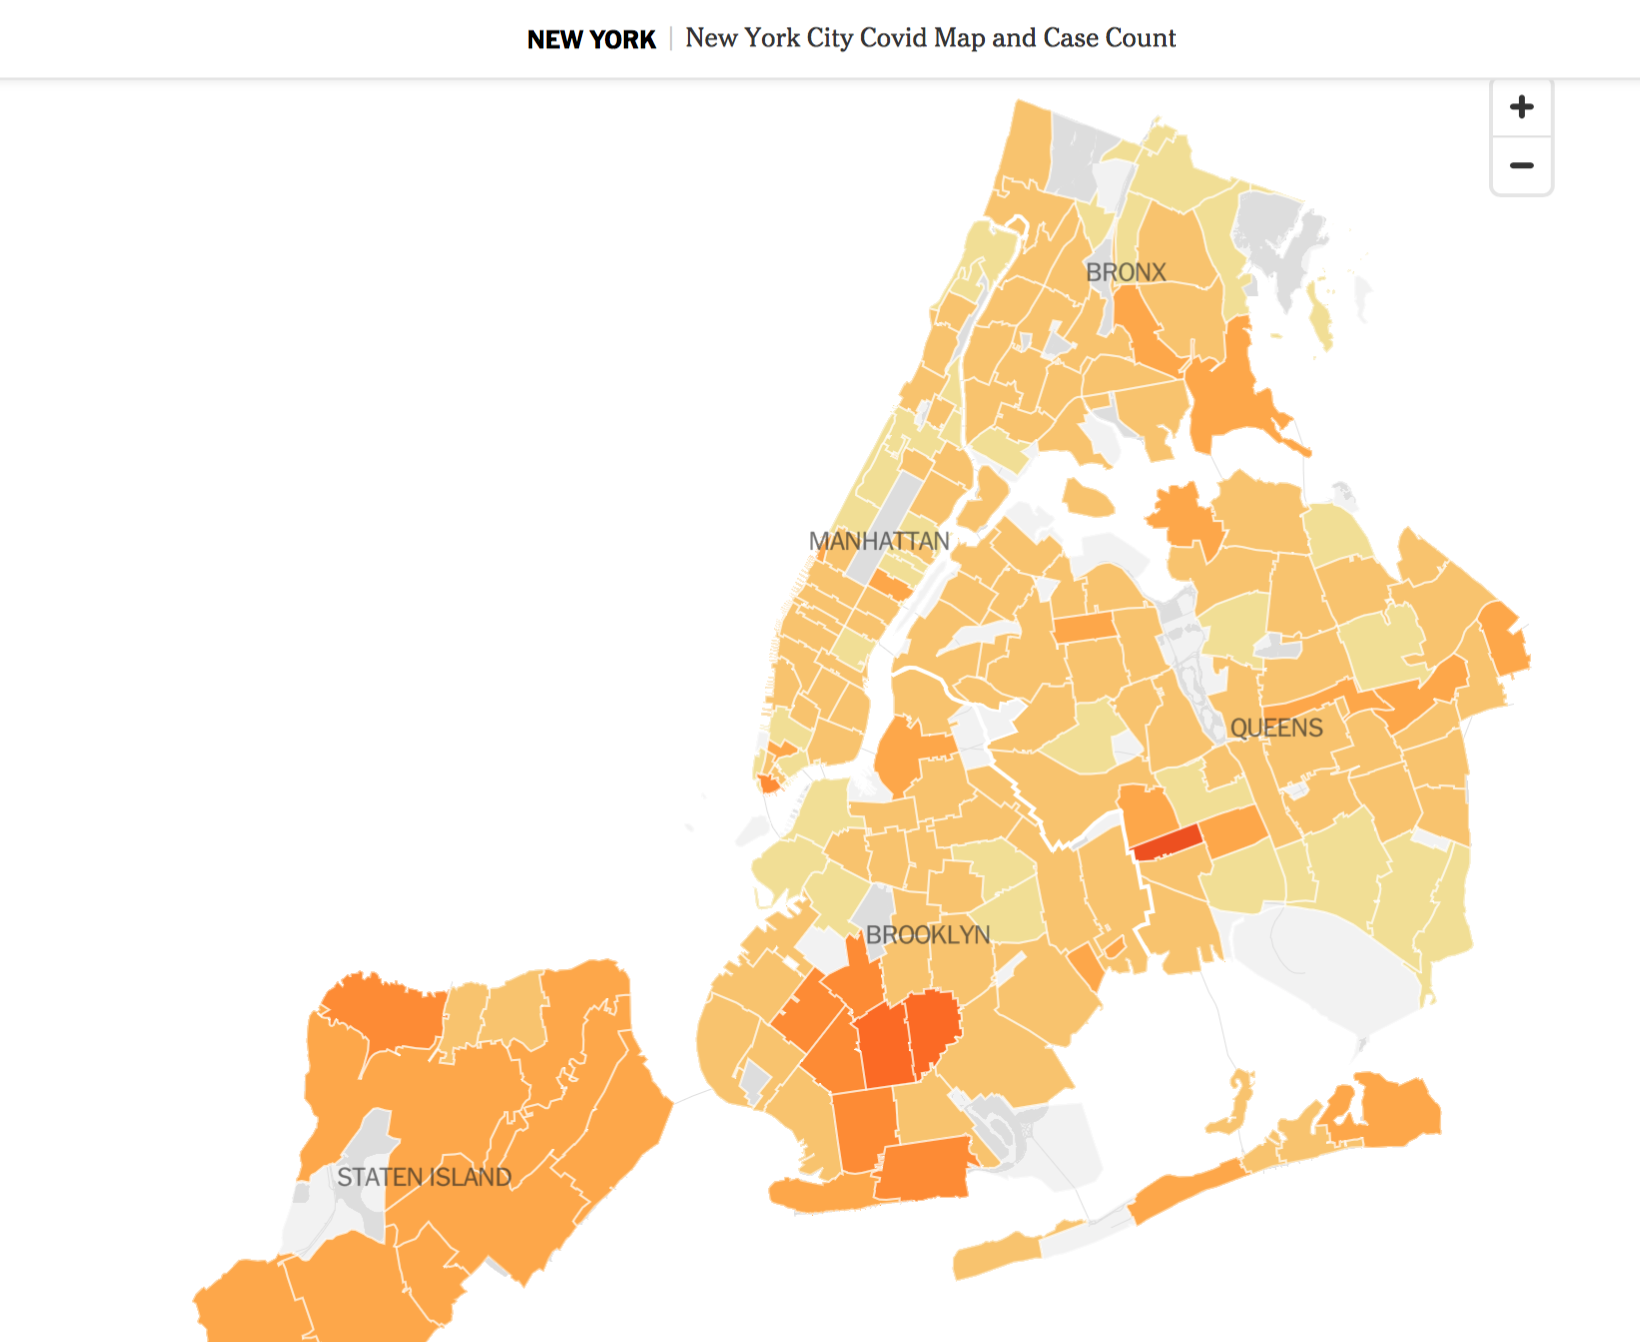 NEW YORK | New York City Covid Map and Case Count
+
−
BRONX
MANHATTAN
QUEENS
BROOKLYN
STATEN ISLAND